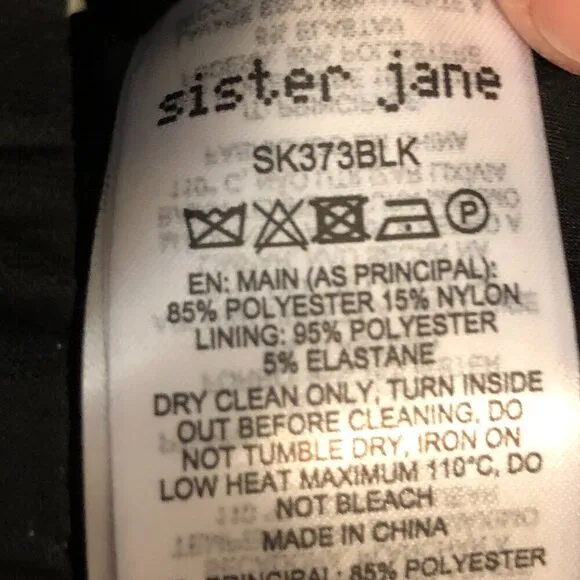 sister jane
SK373BLK
P
EN: MAIN (AS PRINCIPAL):
85% POLYESTER 15% NYLON
LINING: 95% POLYESTER
5% ELASTANE
DRY CLEAN ONLY, TURN INSIDE
OUT BEFORE CLEANING, DO
NOT TUMBLE DRY, IRON ON
LOW HEAT MAXIMUM 110°C, DO
NOT BLEACH
MADE IN CHINA
PRINCIPAL: 85% POLYESTER